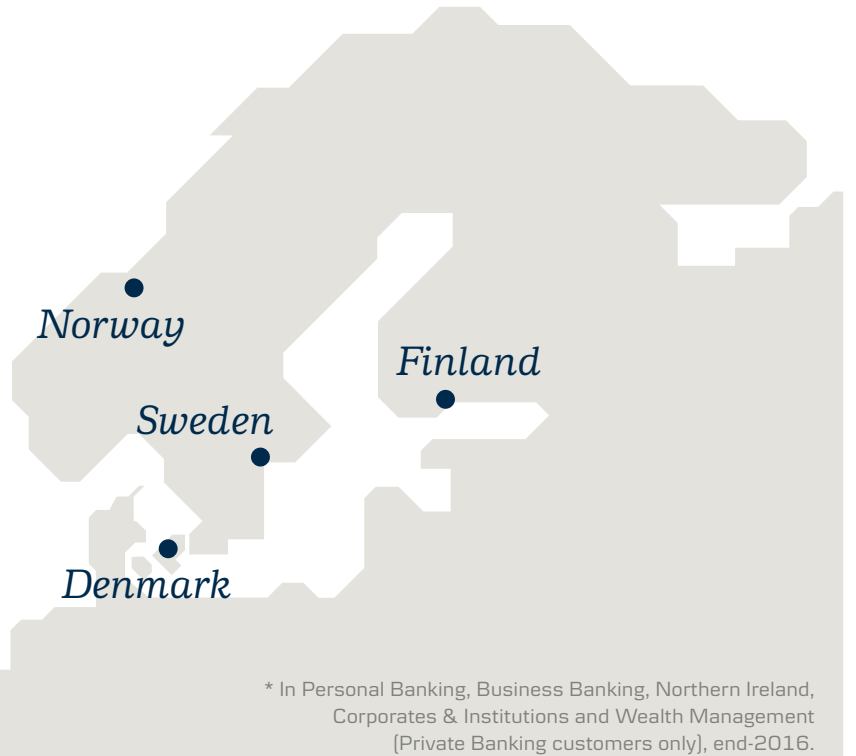 Norway
Finland
Sweden
Denmark
* In Personal Banking, Business Banking, Northern Ireland,
Corporates & Institutions and Wealth Management
(Private Banking customers only), end-2016.